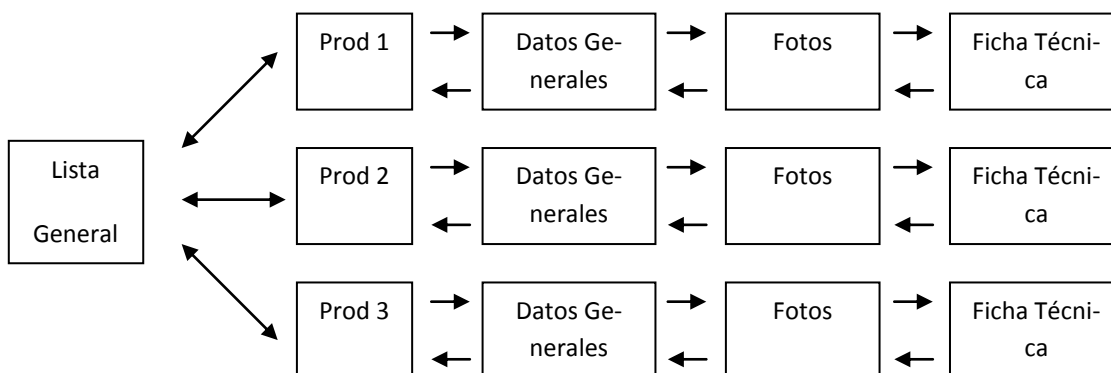 Prod 1
Datos Ge-
nerales
Fotos
Ficha Técni-
ca
Lista
General
Prod 2
Datos Ge-
nerales
Fotos
Ficha Técni-
ca
Prod 3
Datos Ge-
nerales
Fotos
Ficha Técni-
ca